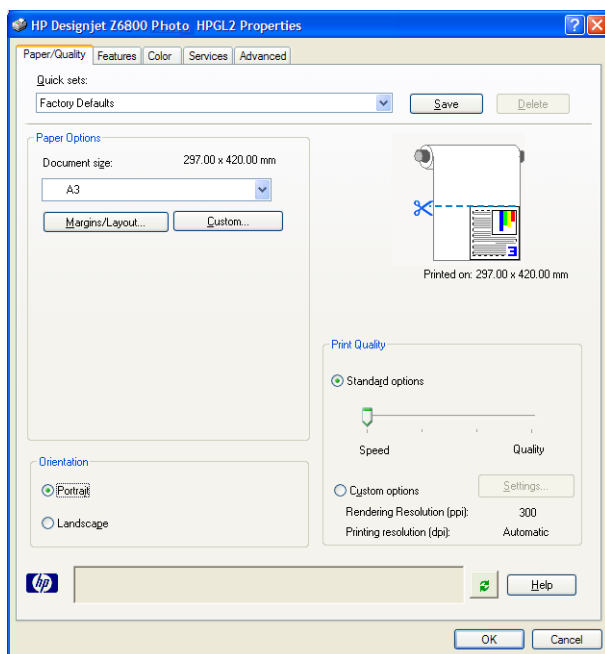 HP Designjet Z6800 Photo HPGL2 Properties
Paper/Quality Features Color Services Advanced
Quick sets:
Factory Defaults
Save
Delete
Paper Options
Document size: 297.00 x 420.00 mm
A3
Margins/Layout...
Custom...
3
Printed on: 297.00 x 420.00 mm
Print Quality
Standard options
Speed Quality
Custom options
Settings...
Rendering Resolution (ppi): 300
Printing resolution (dpi): Automatic
Orientation
Portrait
Landscape
hp
Help
OK
Cancel